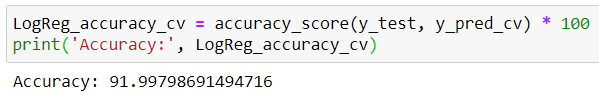 LogReg_accuracy_cv = accuracy_score(y_test, y_pred_cv) * 100
print('Accuracy:', LogReg_accuracy_cv)
Accuracy: 91.99798691494716